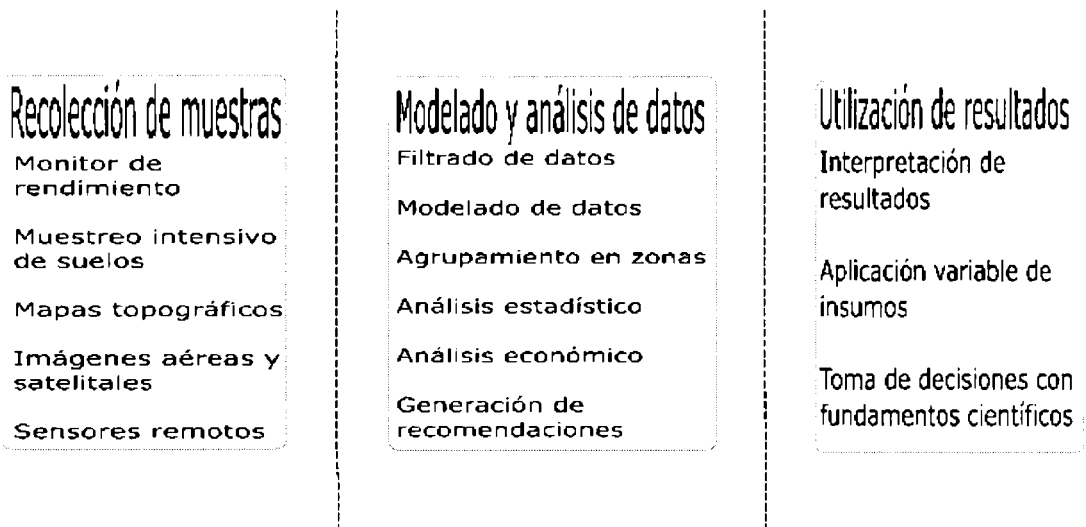 Recolección de muestras
Monitor de
rendimiento
Muestreo intensivo
de suelos
Mapas topográficos
Imágenes aéreas y
satelitales
Sensores remotos
Modelado y análisis de datos
Filtrado de datos
Modelado de datos
Agrupamiento en zonas
Análisis estadístico
Análisis económico
Generación de
recomendaciones
Utilización de resultados
Interpretación de
resultados
Aplicación variable de
insumos
Toma de decisiones con
fundamentos científicos